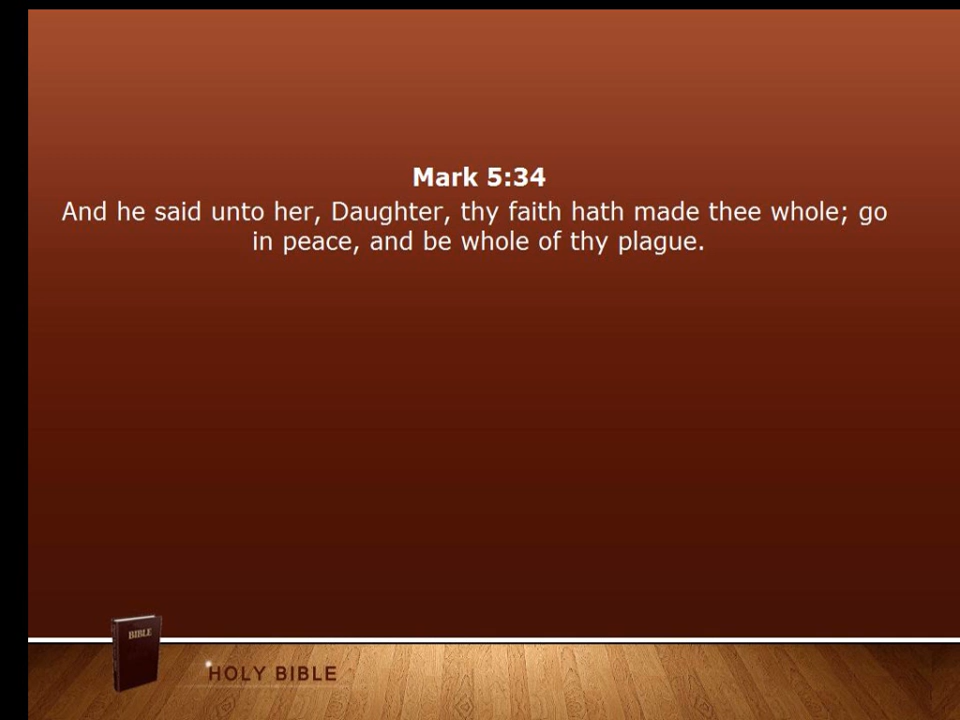 Mark 5:34
And he said unto her, Daughter, thy faith hath made thee whole; go
in peace, and be whole of thy plague.
BIBLE
HOLY BIBLE